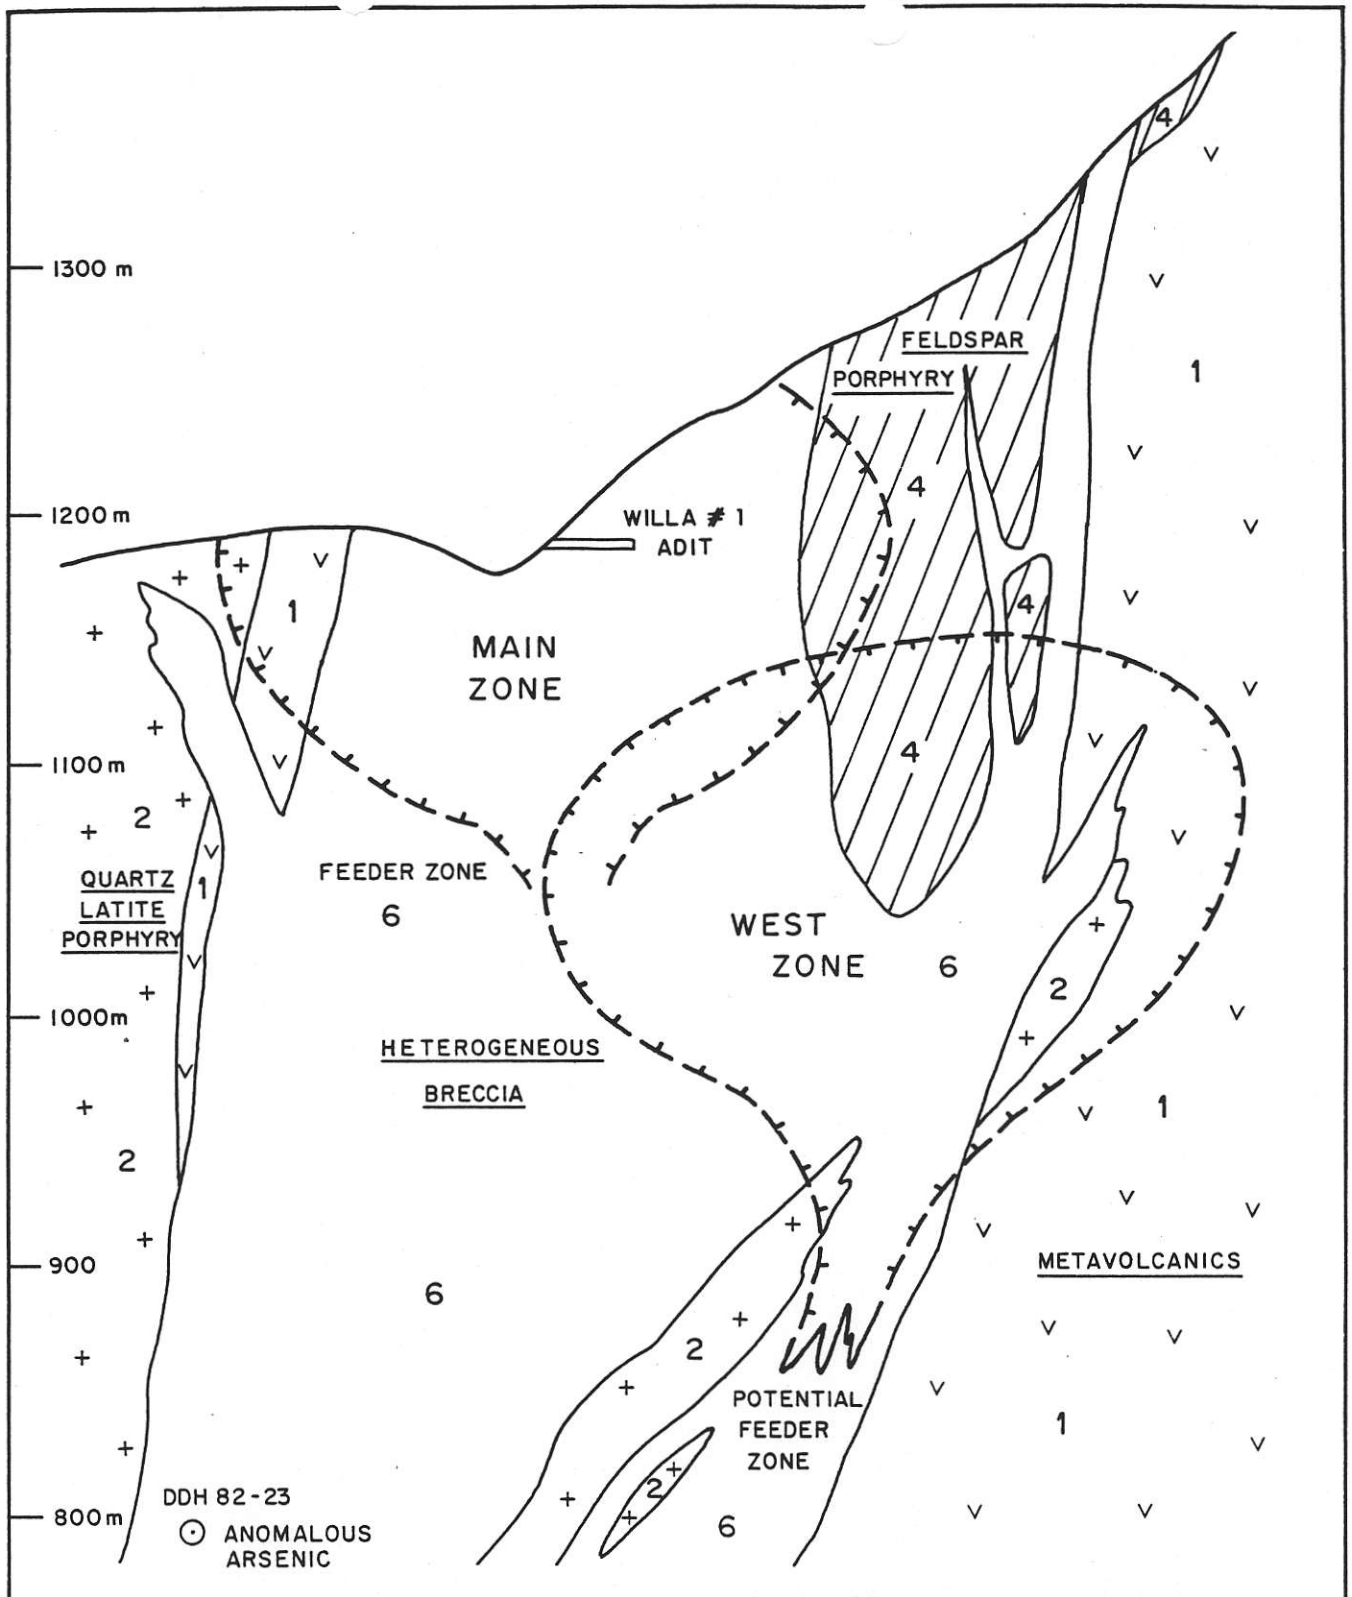 4
1300 m
FELDSPAR
PORPHYRY
1
4
1200 m
WILLA # 1
ADIT
1
4
MAIN
ZONE
4
1100 m
2
FEEDER ZONE
6
QUARTZ
LATITE
PORPHYRY
1
WEST
ZONE
6
2
1000m
HETEROGENEOUS
BRECCIA
1
2
900
METAVOLCANICS
6
2
POTENTIAL
FEEDER
ZONE
1
DDH 82-23
ANOMALOUS
ARSENIC
800m
2
6